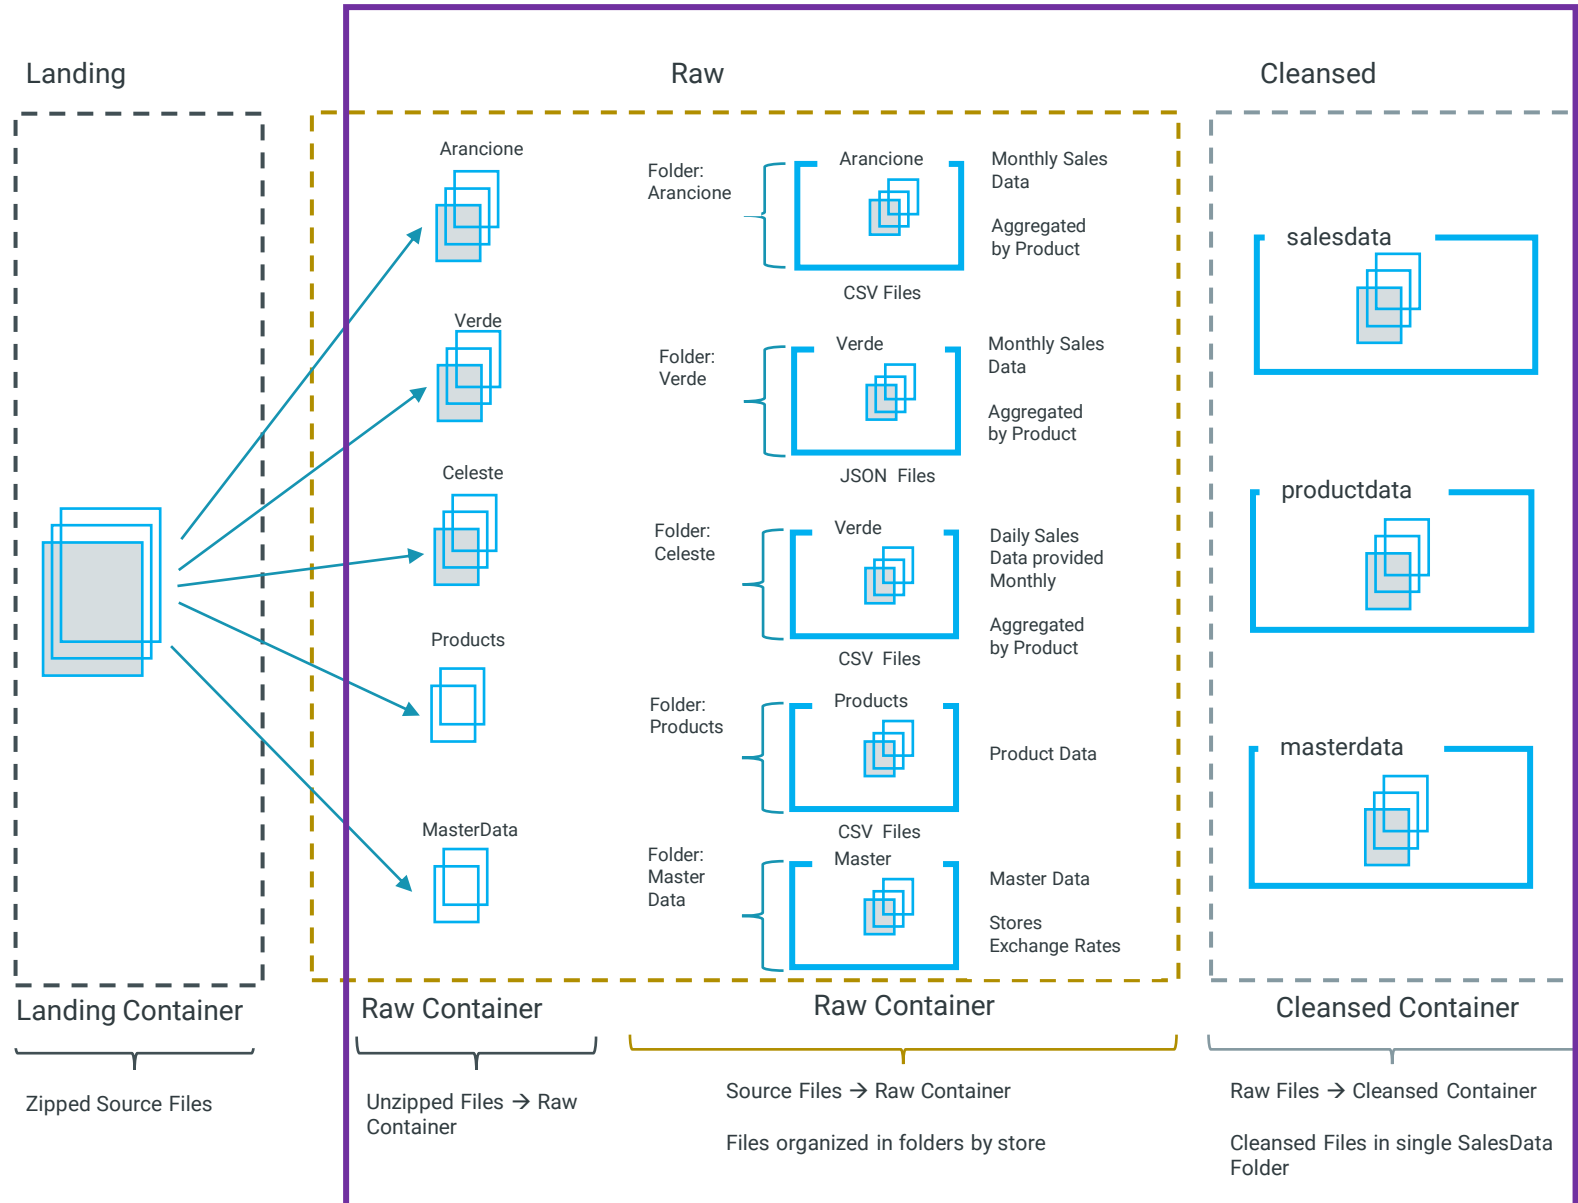 Landing
Raw
Cleansed
Arancione
Verde
Celeste
Products
MasterData
Folder:
Arancione
Arancione
Monthly Sales
Data
Aggregated
by Product
CSV Files
Folder:
Verde
Verde
Monthly Sales
Data
Aggregated
by Product
JSON Files
Folder:
Celeste
Verde
Daily Sales
Data provided
Monthly
Aggregated
by Product
CSV Files
Folder:
Products
Products
Product Data
CSV Files
Folder:
Master
Data
Master
Master Data
Stores
Exchange Rates
salesdata
productdata
masterdata
Landing Container
Raw Container
Raw Container
Cleansed Container
Zipped Source Files
Unzipped Files → Raw
Container
Source Files → Raw Container
Files organized in folders by store
Raw Files → Cleansed Container
Cleansed Files in single SalesData
Folder